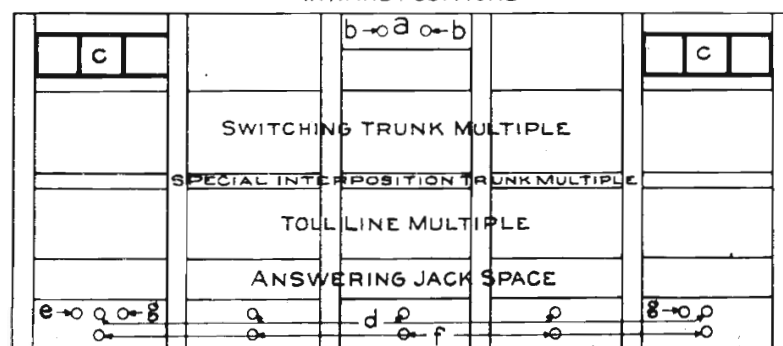 b a b
c c
SWITCHING TRUNK MULTIPLE
SPECIAL INTERPOSITION TRUNK MULTIPLE
TOLL LINE MULTIPLE
ANSWERING JACK SPACE
e g d g
f